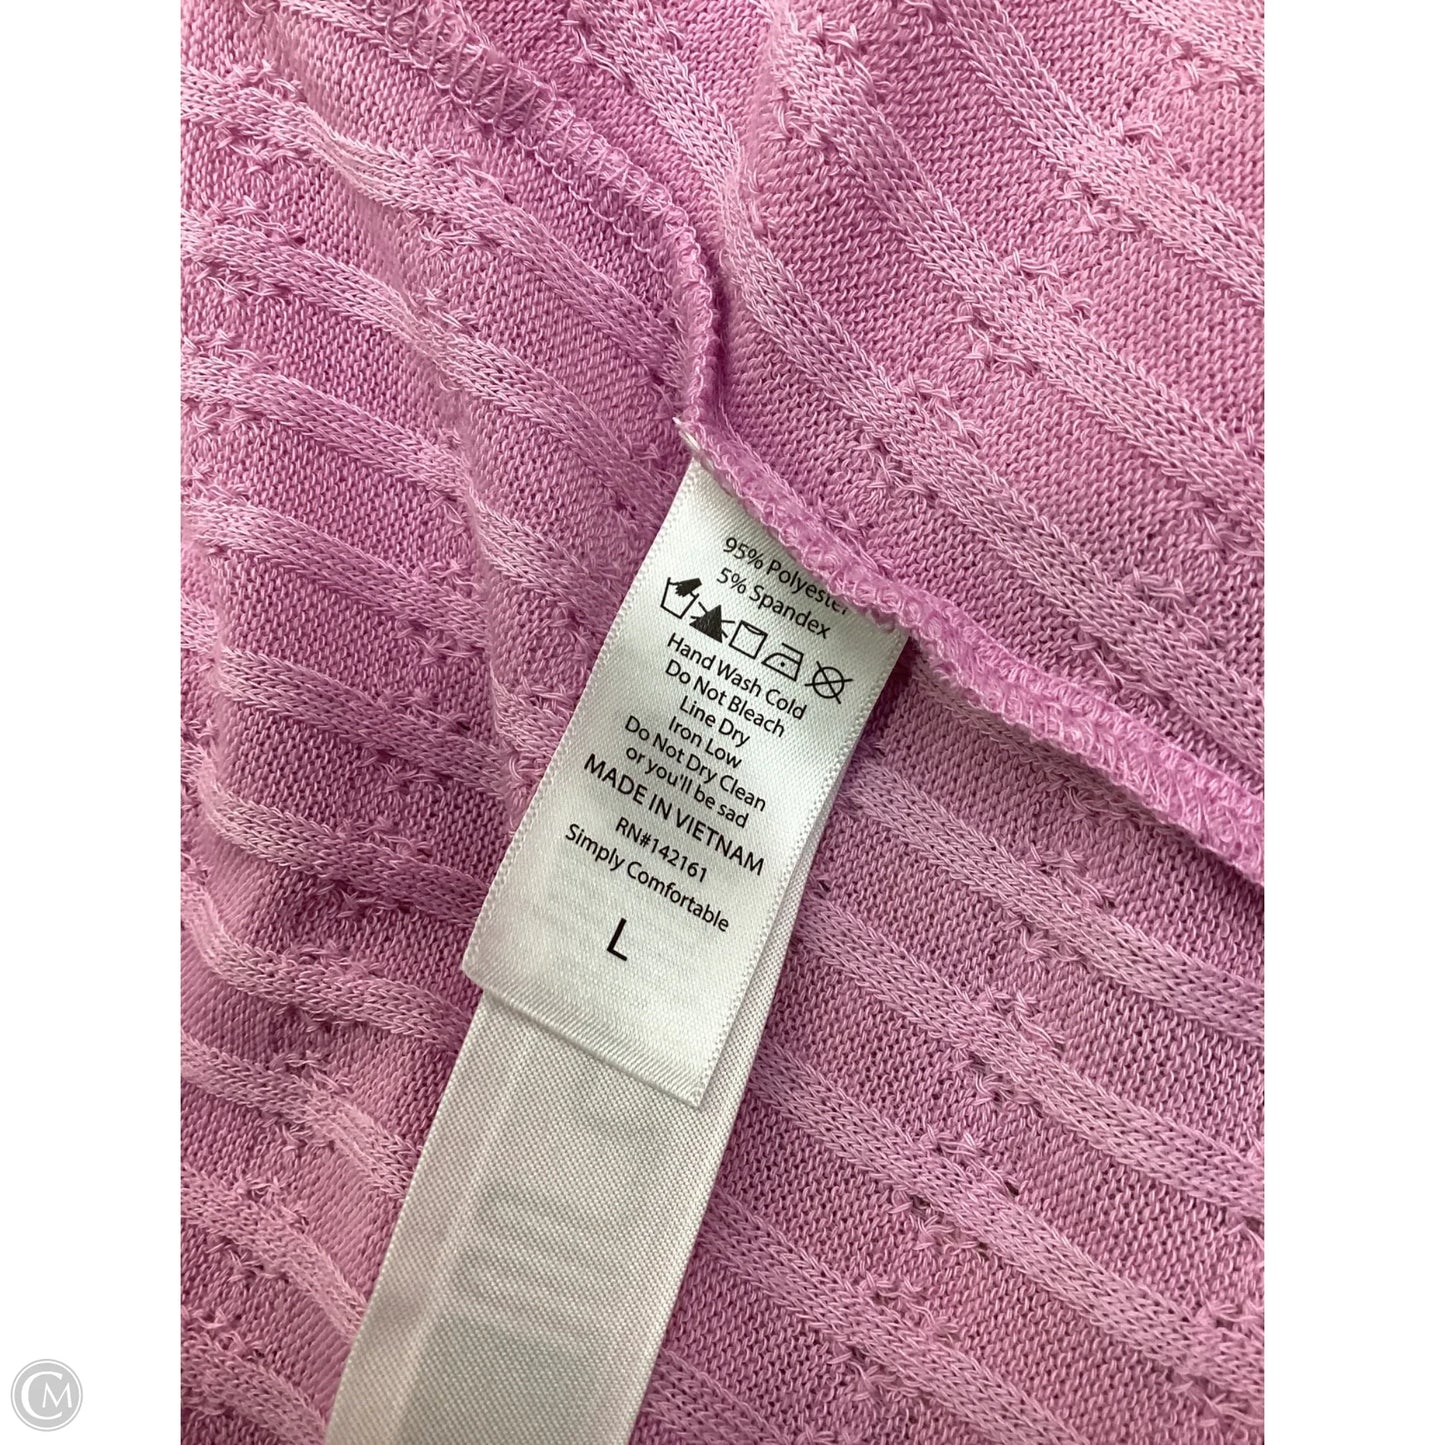 95% Polyester
5% Spandex
Hand Wash Cold
Do Not Bleach
Line Dry
Iron Low
Do Not Dry Clean
or you'll be sad
MADE IN VIETNAM
RN#142161
Simply Comfortable
L
CM